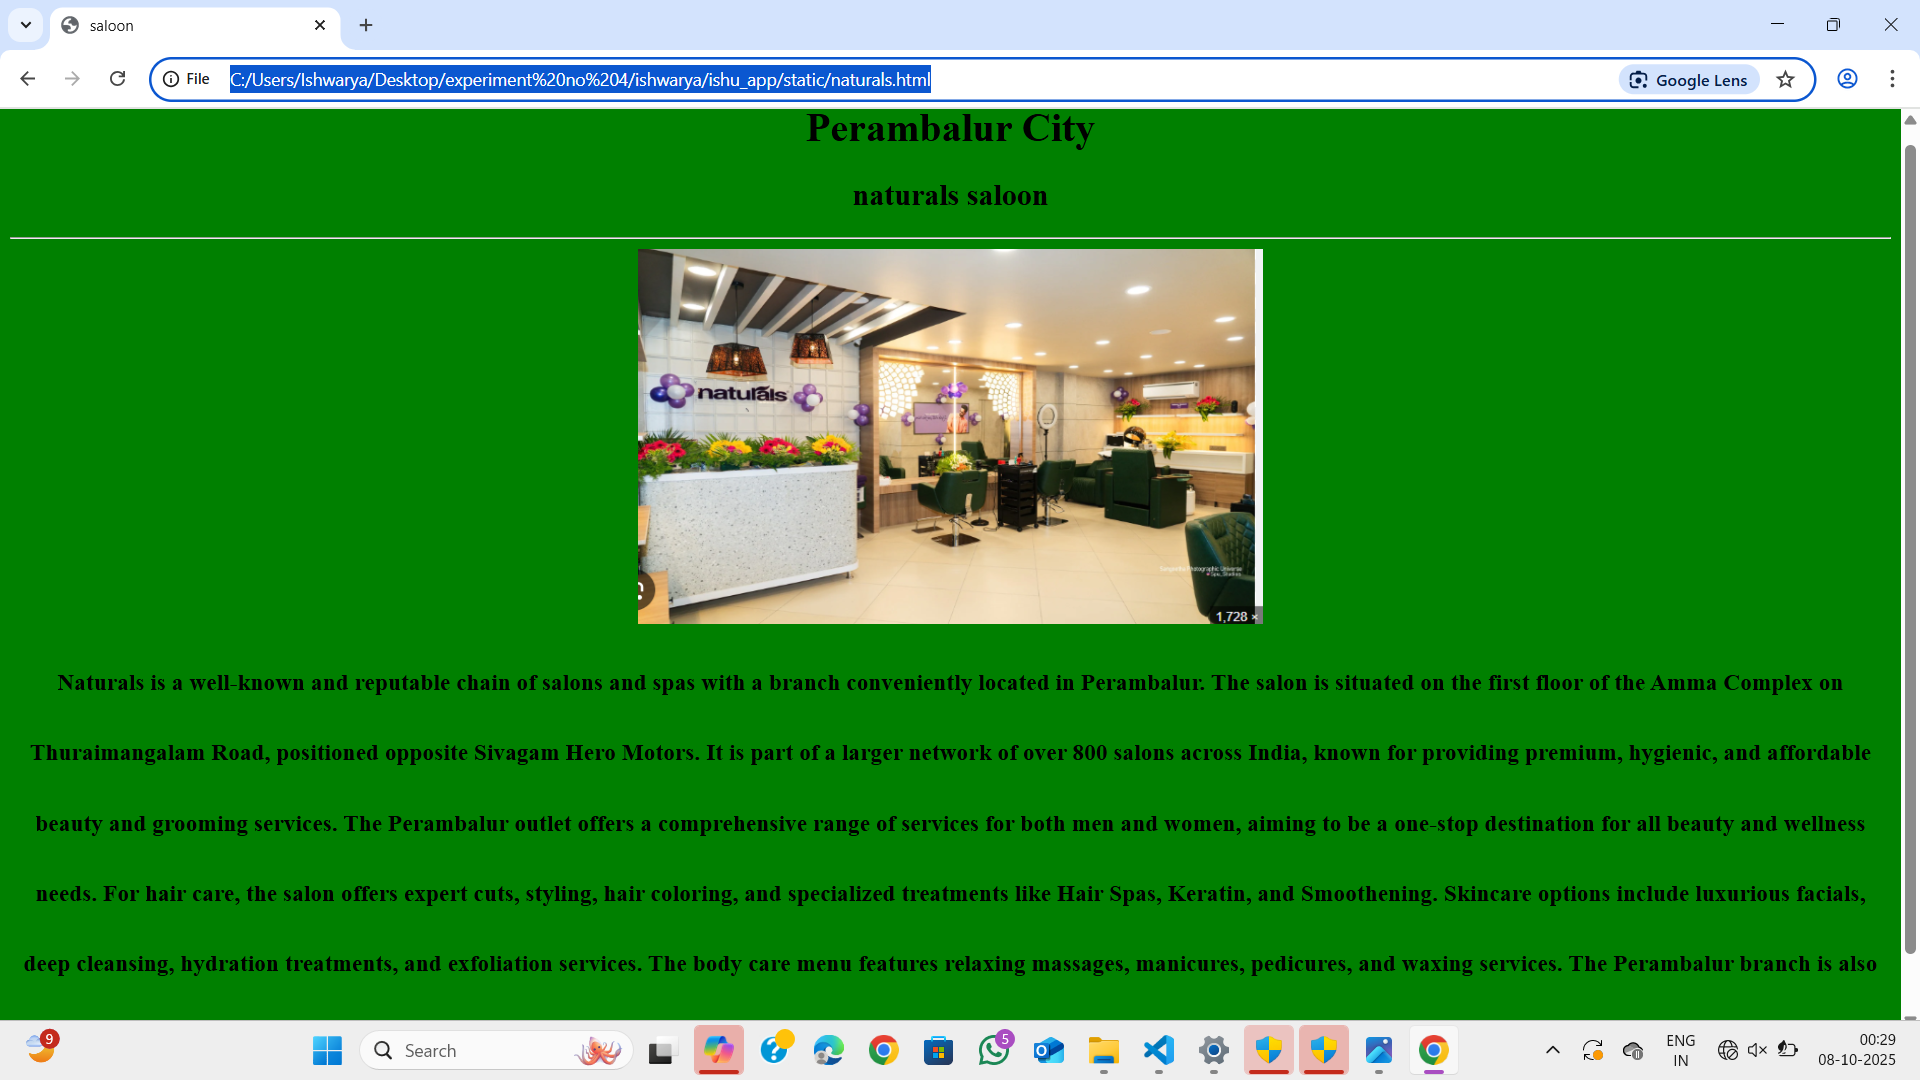 saloon
File
C:/Users/Ishwarya/Desktop/experiment%20no%204/ishwarya/ishu_app/static/naturals.html
Google Lens
Perambalur City
naturals saloon
naturals
1,728 ×
Naturals is a well-known and reputable chain of salons and spas with a branch conveniently located in Perambalur. The salon is situated on the first floor of the Amma Complex on
Thuraimangalam Road, positioned opposite Sivagam Hero Motors. It is part of a larger network of over 800 salons across India, known for providing premium, hygienic, and affordable
beauty and grooming services. The Perambalur outlet offers a comprehensive range of services for both men and women, aiming to be a one-stop destination for all beauty and wellness
needs. For hair care, the salon offers expert cuts, styling, hair coloring, and specialized treatments like Hair Spas, Keratin, and Smoothening. Skincare options include luxurious facials,
deep cleansing, hydration treatments, and exfoliation services. The body care menu features relaxing massages, manicures, pedicures, and waxing services. The Perambalur branch is also
9
Search
5
ENG
IN
00:29
08-10-2025